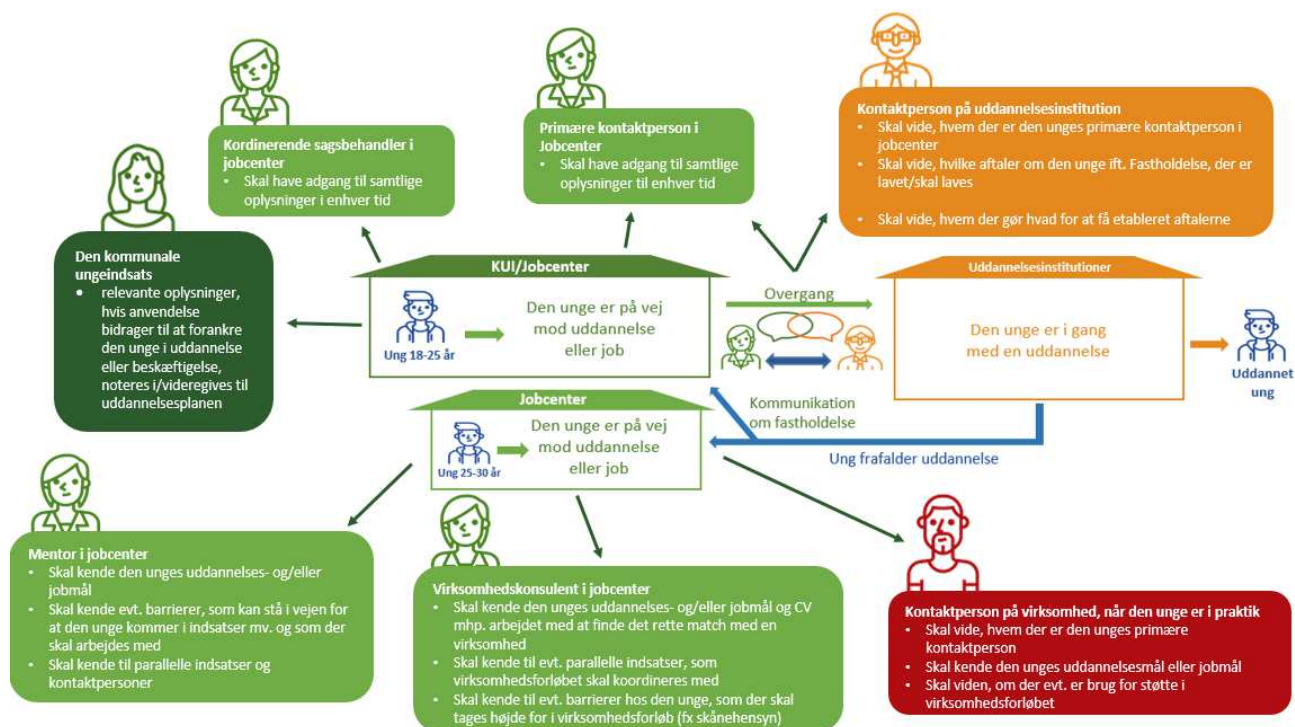 Kordinerende sagsbehandler i
jobcenter
• Skal have adgang til samtlige
oplysninger i enhver tid
Primære kontaktperson i
Jobcenter
• Skal have adgang til samtlige
oplysninger til enhver tid
Kontaktperson på uddannelsesinstitution
• Skal vide, hvem der er den unges primære kontaktperson i
jobcenter
• Skal vide, hvilke aftaler om den unge ift. Fastholdelse, der er
lavet/skal laves
• Skal vide, hvem der gør hvad for at få etableret aftalerne
Den kommunale
ungeindsats
• relevante oplysninger,
hvis anvendelse
bidrager til at forankre
den unge i uddannelse
eller beskæftigelse,
noteres i/videregives til
uddannelsesplanen
KUI/Jobcenter
Den unge er på vej
mod uddannelse
eller job
Ung 18-25 år
Overgang
Uddannelsesinstitutioner
Den unge er i gang
med en uddannelse
Uddannet
ung
Jobcenter
Den unge er på vej
mod uddannelse
eller job
Ung 25-30 år
Kommunikation
om fastholdelse
Ung frafalder uddannelse
Mentor i jobcenter
• Skal kende den unges uddannelses- og/eller
jobmål
• Skal kende evt. barrierer, som kan stå i vejen for
at den unge kommer i indsatser mv. og som der
skal arbejdes med
• Skal kende til parallelle indsatser og
kontaktpersoner
Virksomhedskonsulent i jobcenter
• Skal kende den unges uddannelses- og/eller jobmål og CV
mhp. arbejdet med at finde det rette match med en
virksomhed
• Skal kende til evt. parallelle indsatser, som
virksomhedsforløbet skal koordineres med
• Skal kende til evt. barrierer hos den unge, som der skal
tages højde for i virksomhedsforløb (fx skånehensyn)
Kontaktperson på virksomhed, når den unge er i praktik
• Skal vide, hvem der er den unges primære
kontaktperson
• Skal kende den unges uddannelsesmål eller jobmål
• Skal viden, om der evt. er brug for støtte i
virksomhedsforløbet